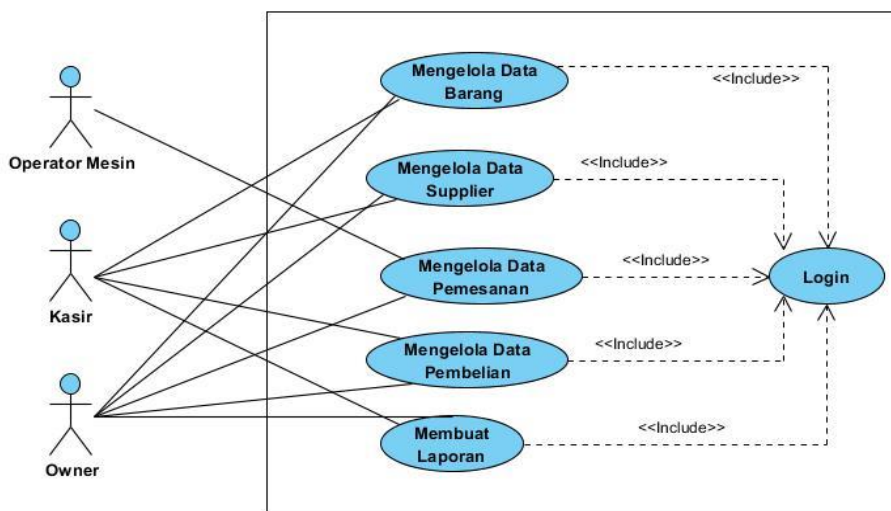 Mengelola Data
Barang
<<Include>>
Operator Mesin
Mengelola Data
Supplier
<<Include>>
Kasir
Mengelola Data
Pemesanan
<<Include>>
Login
Mengelola Data
Pembelian
<<Include>>
Owner
Membuat
Laporan
<<Include>>